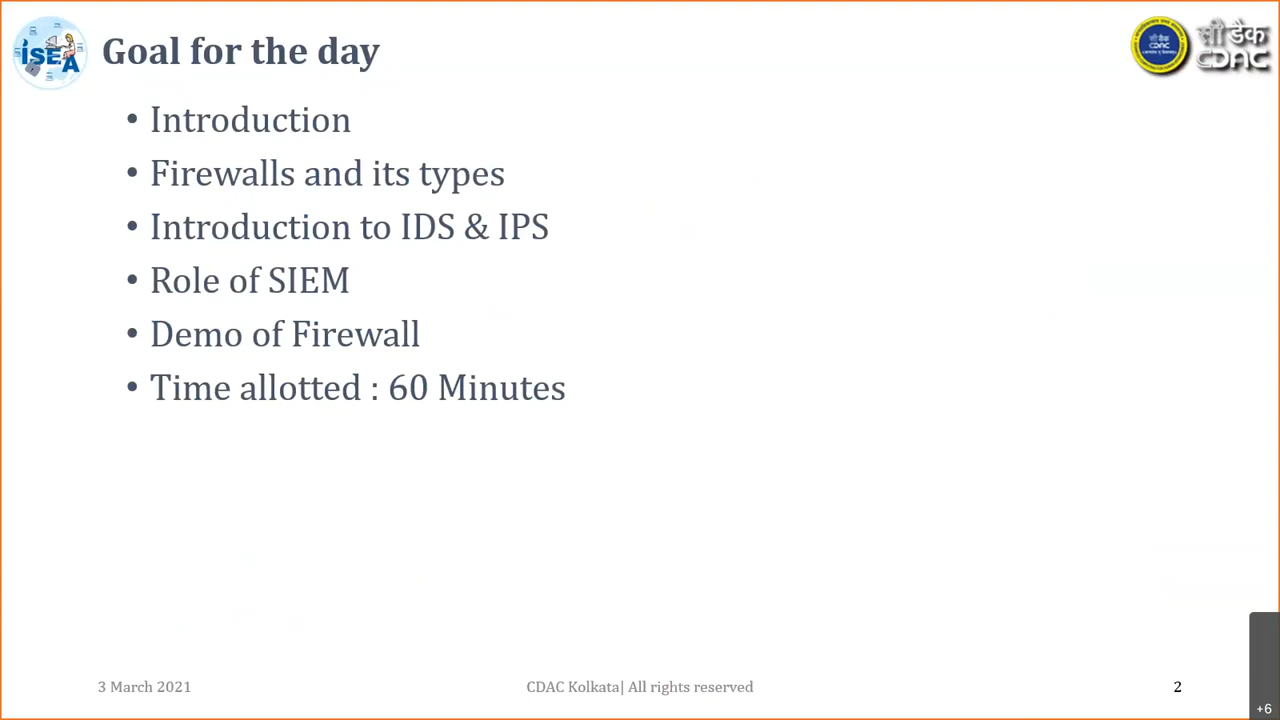 ISEA
Goal for the day
सी डैक
CDAC
• Introduction
• Firewalls and its types
• Introduction to IDS & IPS
• Role of SIEM
• Demo of Firewall
• Time allotted : 60 Minutes
3 March 2021
CDAC Kolkata| All rights reserved
2
+6